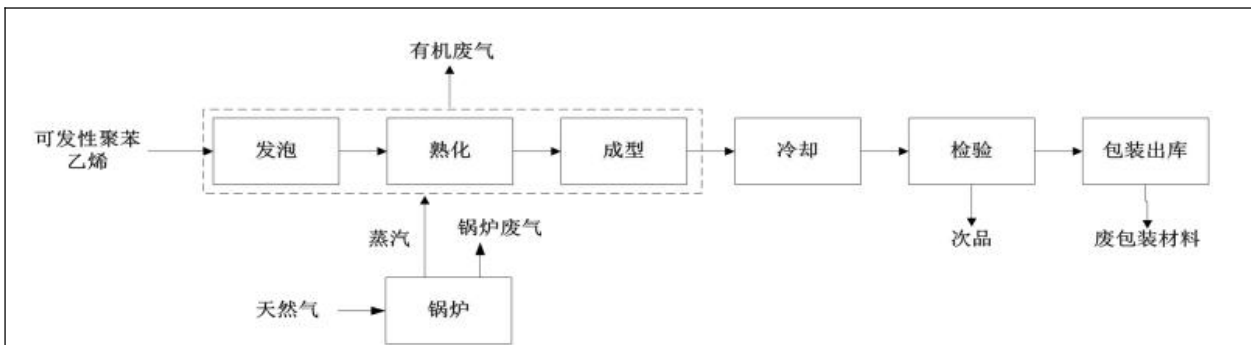 有机废气
可发性聚苯
乙烯
发泡
熟化
成型
冷却
检验
包装出库
蒸汽
锅炉废气
次品
废包装材料
天然气
锅炉